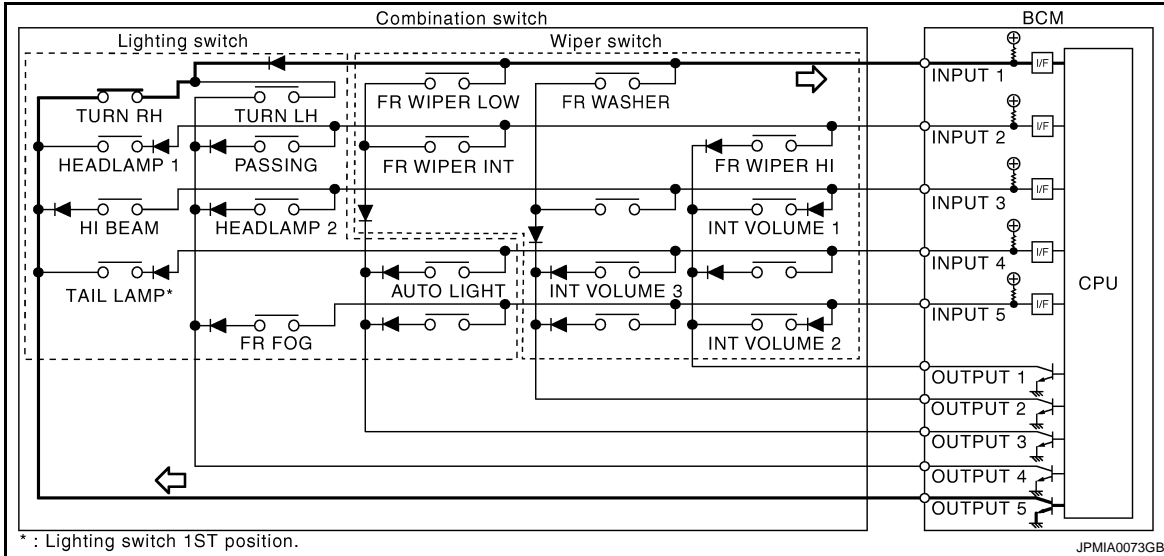 Combination switch
BCM
Lighting switch
Wiper switch
INPUT 1
I/F
TURN RH
TURN LH
FR WIPER LOW
FR WASHER
INPUT 2
I/F
HEADLAMP 1
PASSING
FR WIPER INT
FR WIPER HI
INPUT 3
I/F
HI BEAM
HEADLAMP 2
INT VOLUME 1
INPUT 4
I/F
TAIL LAMP*
AUTO LIGHT
INT VOLUME 3
CPU
INPUT 5
I/F
FR FOG
INT VOLUME 2
OUTPUT 1
OUTPUT 2
OUTPUT 3
OUTPUT 4
OUTPUT 5
* : Lighting switch 1ST position.
JPMIA0073GB